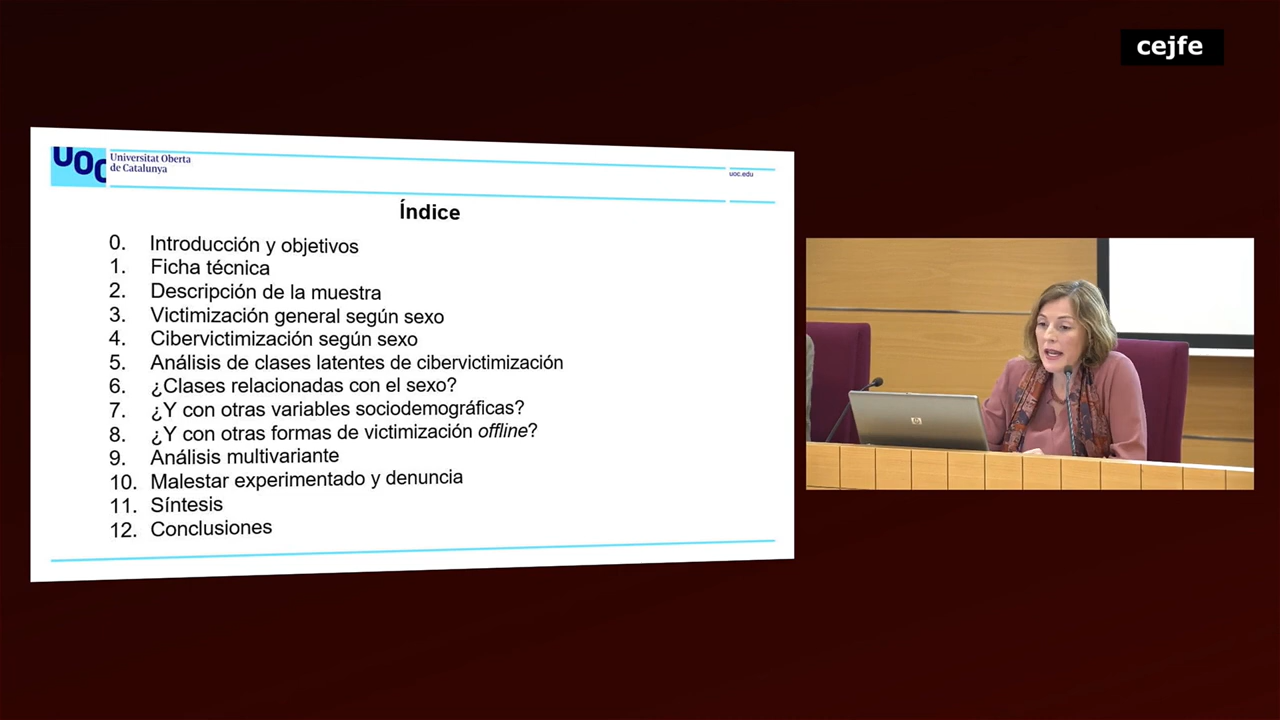 cejfe
UOC
Universitat Oberta
de Catalunya
uoc.edu
Índice
0. Introducción y objetivos
1. Ficha técnica
2. Descripción de la muestra
3. Victimización general según sexo
4. Cibervictimización según sexo
5. Análisis de clases latentes de cibervictimización
6. ¿Clases relacionadas con el sexo?
7. ¿Y con otras variables sociodemográficas?
8. ¿Y con otras formas de victimización offline?
9. Análisis multivariante
10. Malestar experimentado y denuncia
11. Síntesis
12. Conclusiones
hp